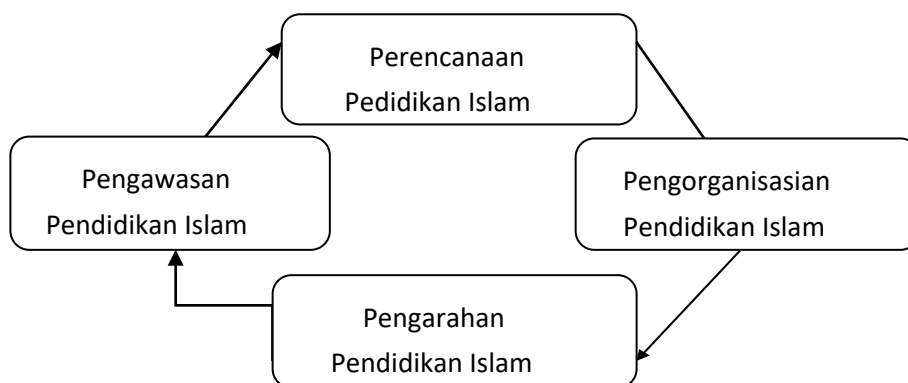 Perencanaan
Pedidikan Islam
Pengawasan
Pendidikan Islam
Pengorganisasian
Pendidikan Islam
Pengarahan
Pendidikan Islam